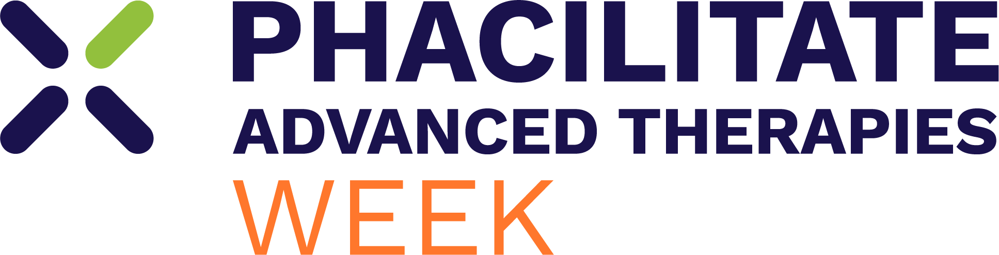 PHACILITATE
ADVANCED THERAPIES
WEEK